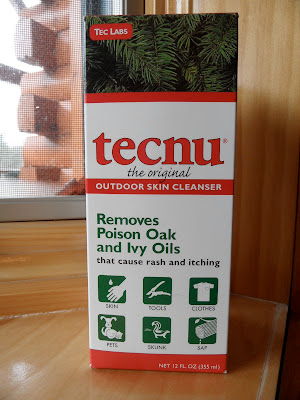 TEC LABS
tecnu®
the original
OUTDOOR SKIN CLEANSER
Removes
Poison Oak
and Ivy Oils
that cause rash and itching
SKIN TOOLS CLOTHES
PETS SKUNK SAP
NET 12 FL OZ (355 ml)